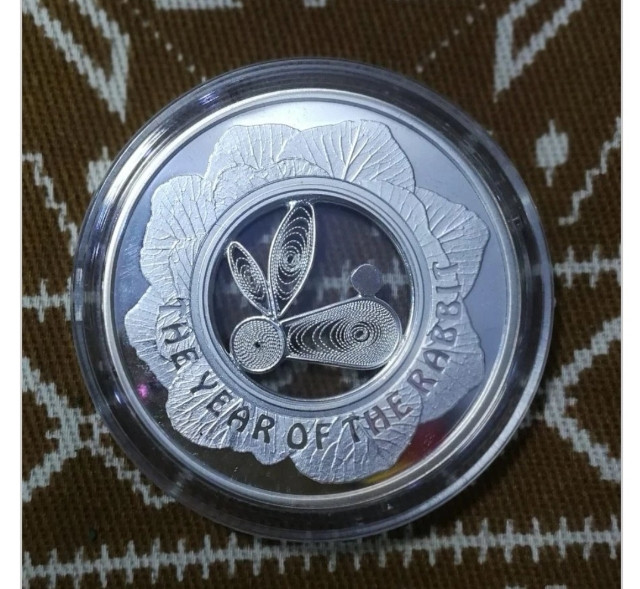 THE YEAR OF THE RABBIT